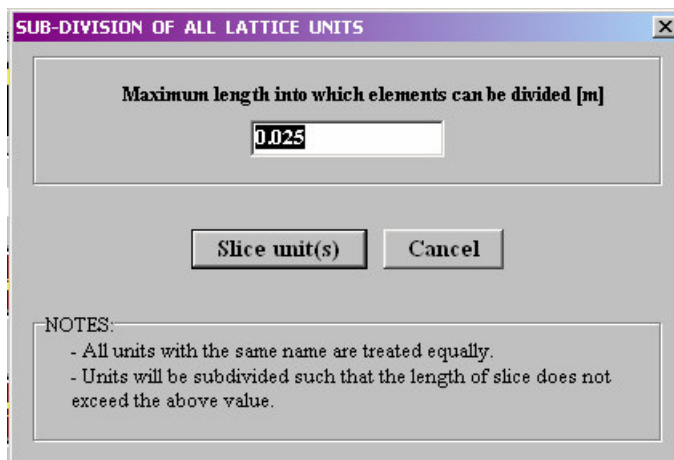 SUB-DIVISION OF ALL LATTICE UNITS
Maximum length into which elements can be divided [m]
0.025
Slice unit(s) Cancel
NOTES:
- All units with the same name are treated equally.
- Units will be subdivided such that the length of slice does not
exceed the above value.